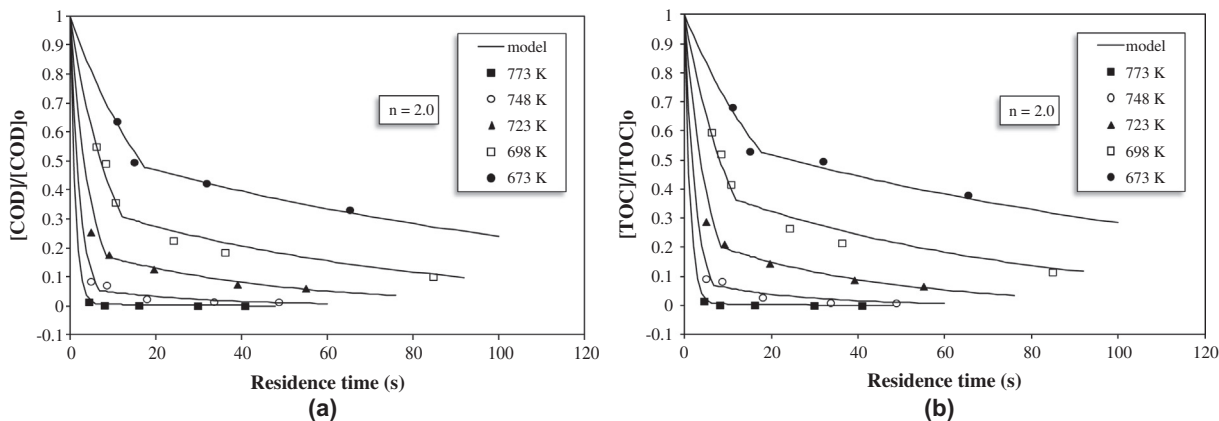 1
0.9
0.8
0.7
0.6
0.5
0.4
0.3
0.2
0.1
0
-0.1
[COD]/[COD]o
0 20 40 60 80 100 120
Residence time (s)
n = 2.0
model
773 K
748 K
723 K
698 K
673 K
(a)
1
0.9
0.8
0.7
0.6
0.5
0.4
0.3
0.2
0.1
0
-0.1
[TOC]/[TOC]o
0 20 40 60 80 100 120
Residence time (s)
n = 2.0
model
773 K
748 K
723 K
698 K
673 K
(b)